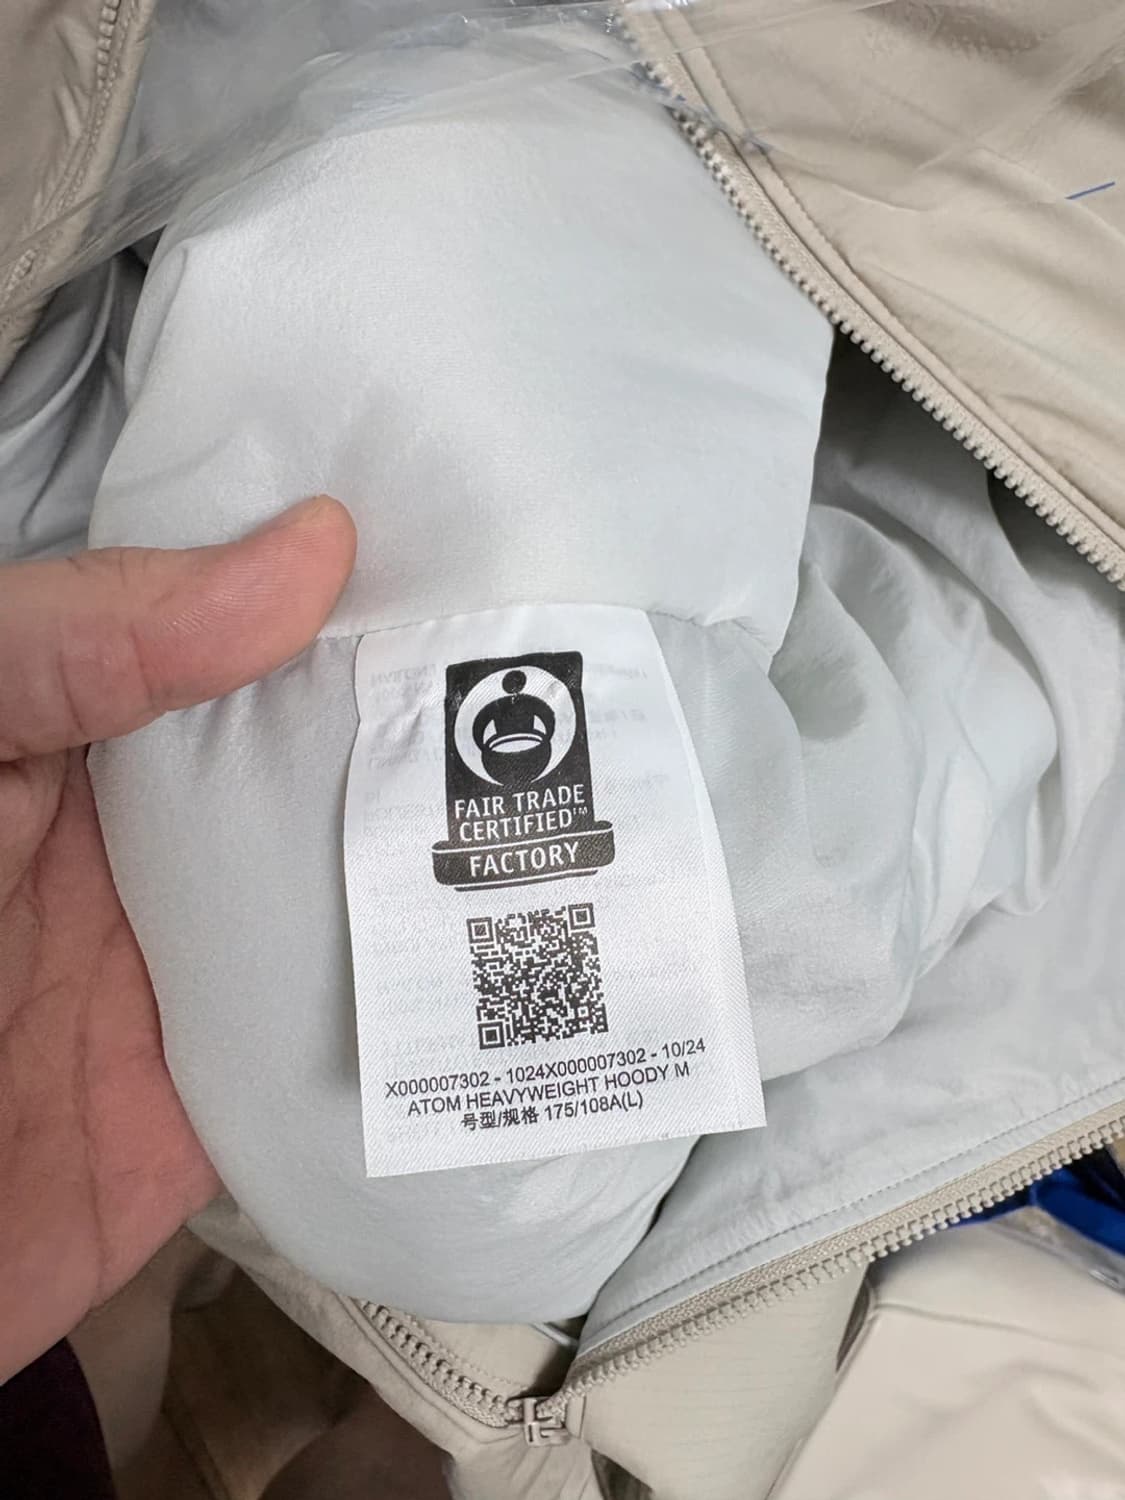 FAIR TRADE
CERTIFIED™
FACTORY
X000007302 - 1024X000007302 - 10/24
ATOM HEAVYWEIGHT HOODY M
号型/规格 175/108A(L)